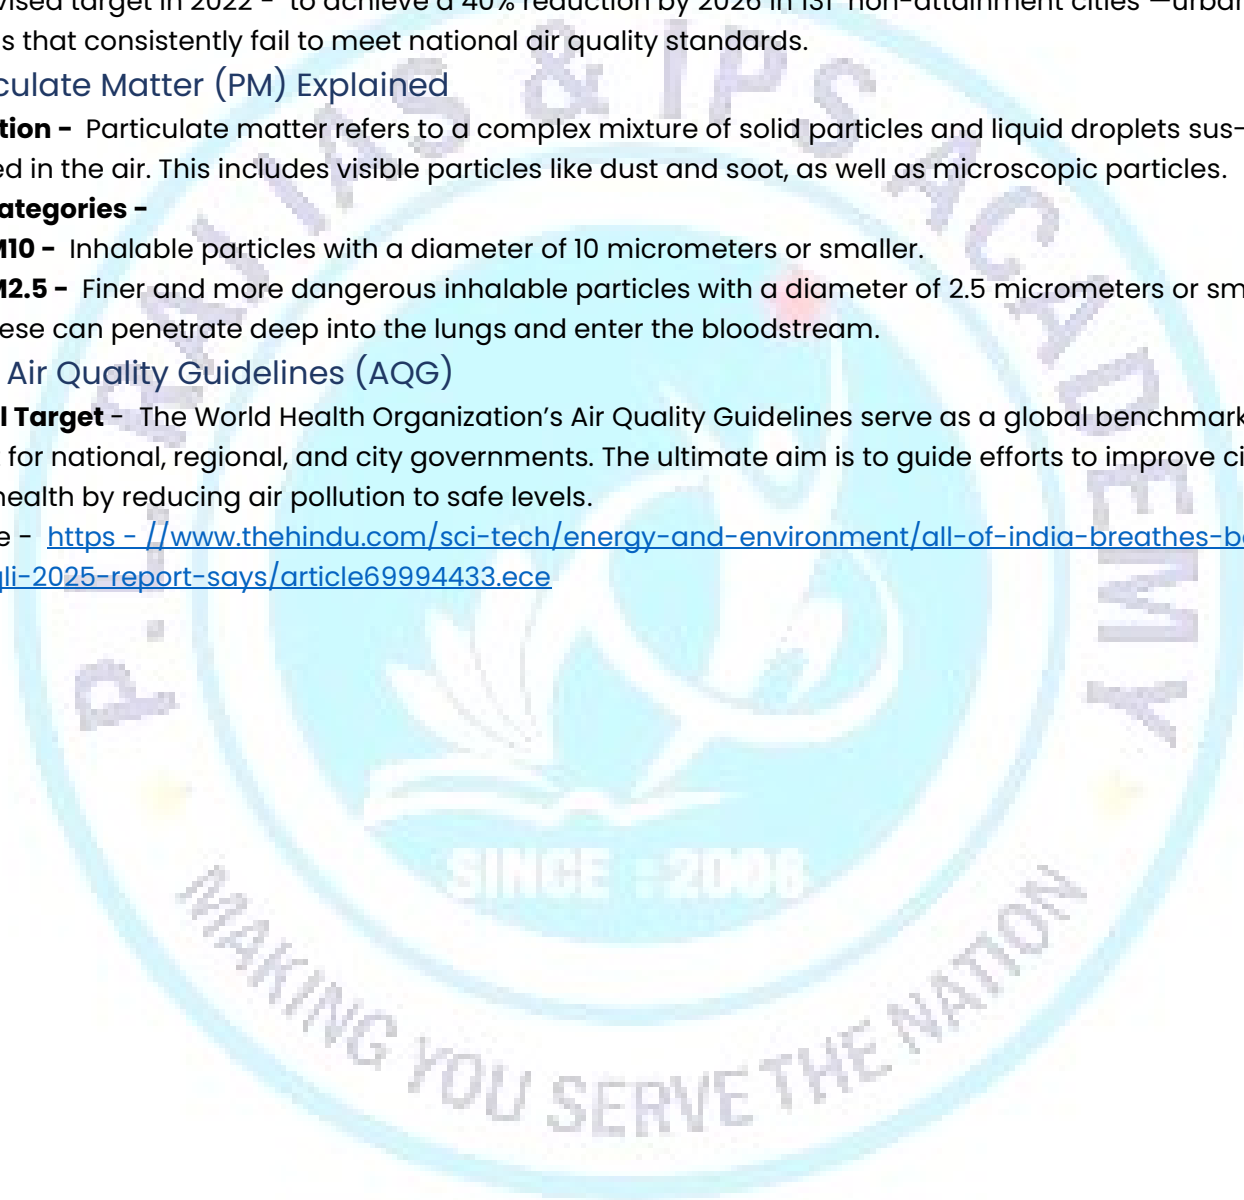 vised target in 2022 - to achieve a 40% reduction by 2026 in 131 non-attainment cities —urban
s that consistently fail to meet national air quality standards.
culate Matter (PM) Explained
tion - Particulate matter refers to a complex mixture of solid particles and liquid droplets sus-
ed in the air. This includes visible particles like dust and soot, as well as microscopic particles.
ategories -
M10 - Inhalable particles with a diameter of 10 micrometers or smaller.
M2.5 - Finer and more dangerous inhalable particles with a diameter of 2.5 micrometers or sm
ese can penetrate deep into the lungs and enter the bloodstream.
Air Quality Guidelines (AQG)
l Target - The World Health Organization's Air Quality Guidelines serve as a global benchmark
t for national, regional, and city governments. The ultimate aim is to guide efforts to improve ci
health by reducing air pollution to safe levels.
e - https - //www.thehindu.com/sci-tech/energy-and-environment/all-of-india-breathes-b
qli-2025-report-says/article69994433.ece
P. L. RAJ IAS & IPS ACADEMY
SINCE : 2008
MAKING YOU SERVE THE NATION